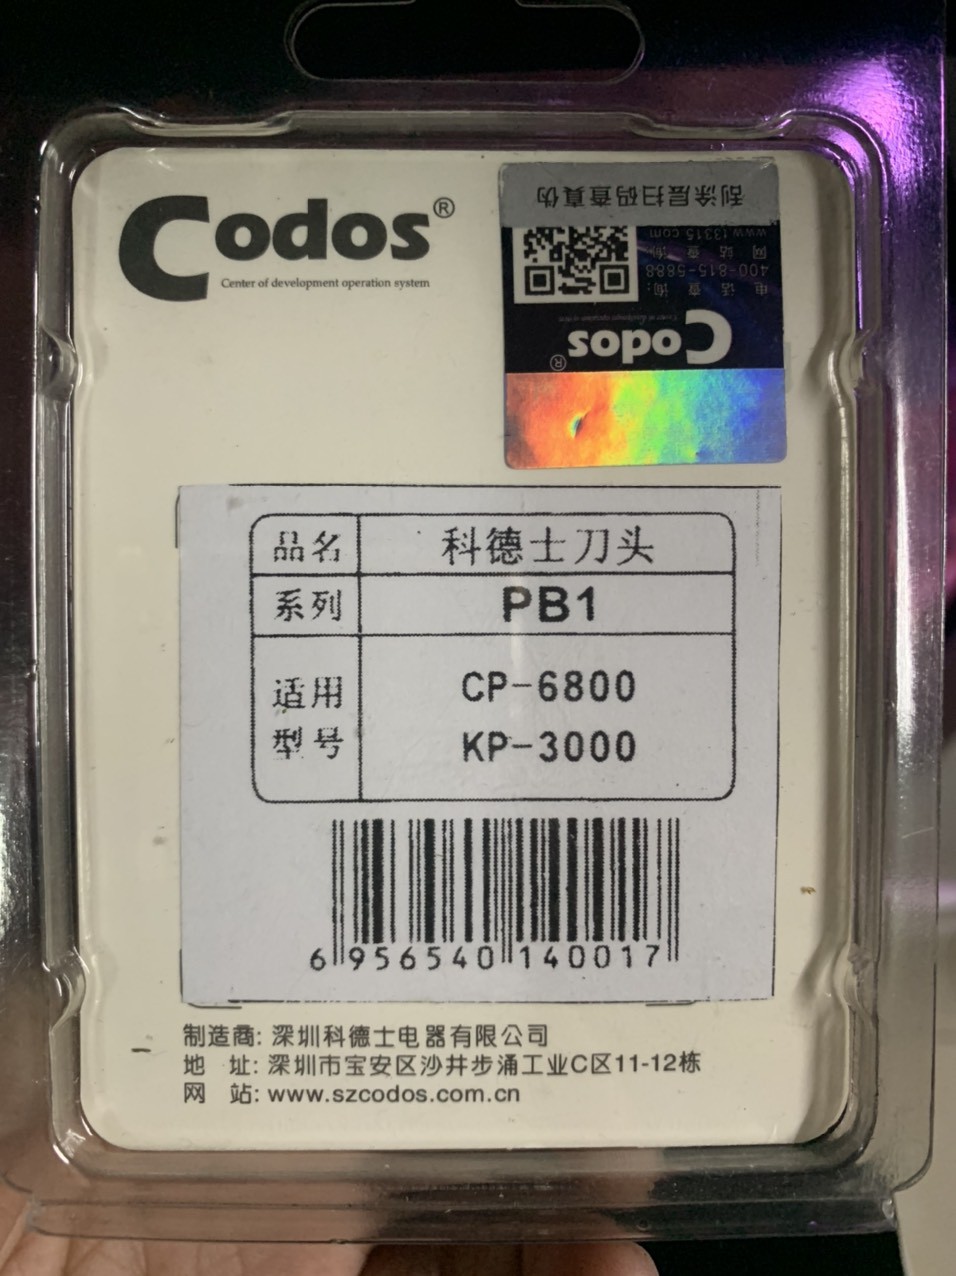 Codos®
Center of development operation system
刮涂层扫码查真伪
www.13315.com
网站查询:
400-815-5888
电话查询:
Codos®
品名 科德士刀头
系列 PB1
适用型号 CP-6800
KP-3000
6 956540 140017
制造商: 深圳科德士电器有限公司
地 址: 深圳市宝安区沙井步涌工业C区11-12栋
网 站: www.szcodos.com.cn